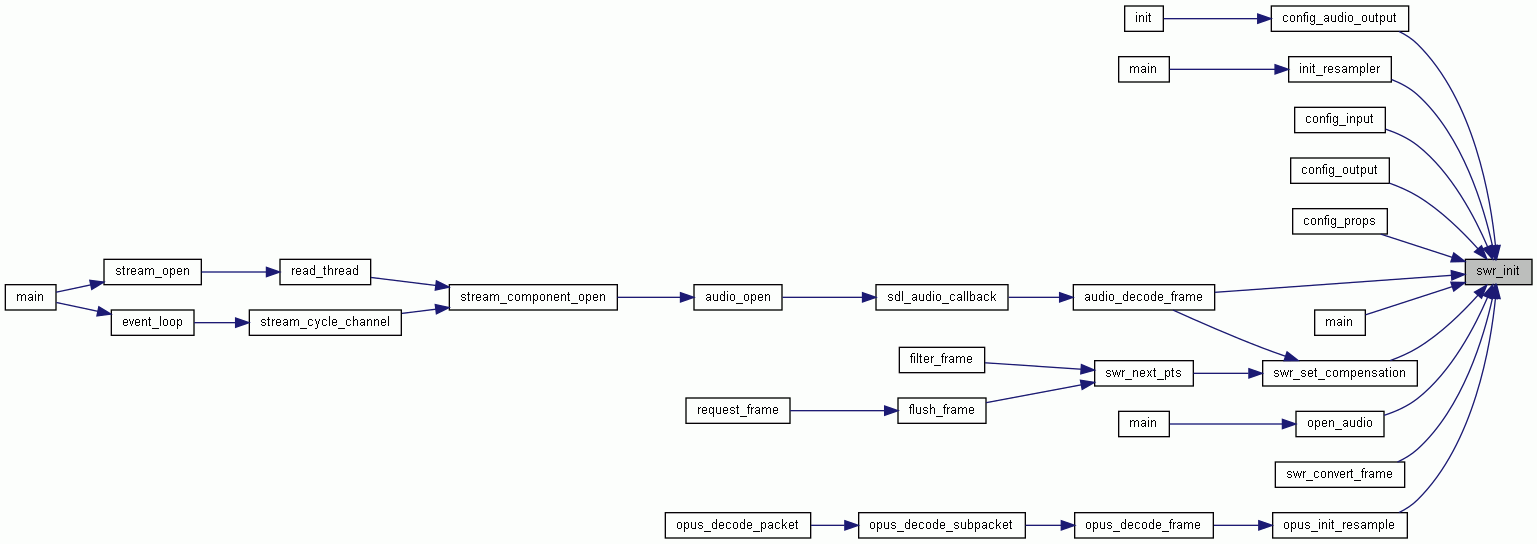 init
config_audio_output
main
init_resampler
config_input
config_output
config_props
stream_open
read_thread
swr_init
main
stream_component_open
audio_open
sdl_audio_callback
audio_decode_frame
event_loop
stream_cycle_channel
main
filter_frame
swr_next_pts
swr_set_compensation
request_frame
flush_frame
main
open_audio
swr_convert_frame
opus_decode_packet
opus_decode_subpacket
opus_decode_frame
opus_init_resample